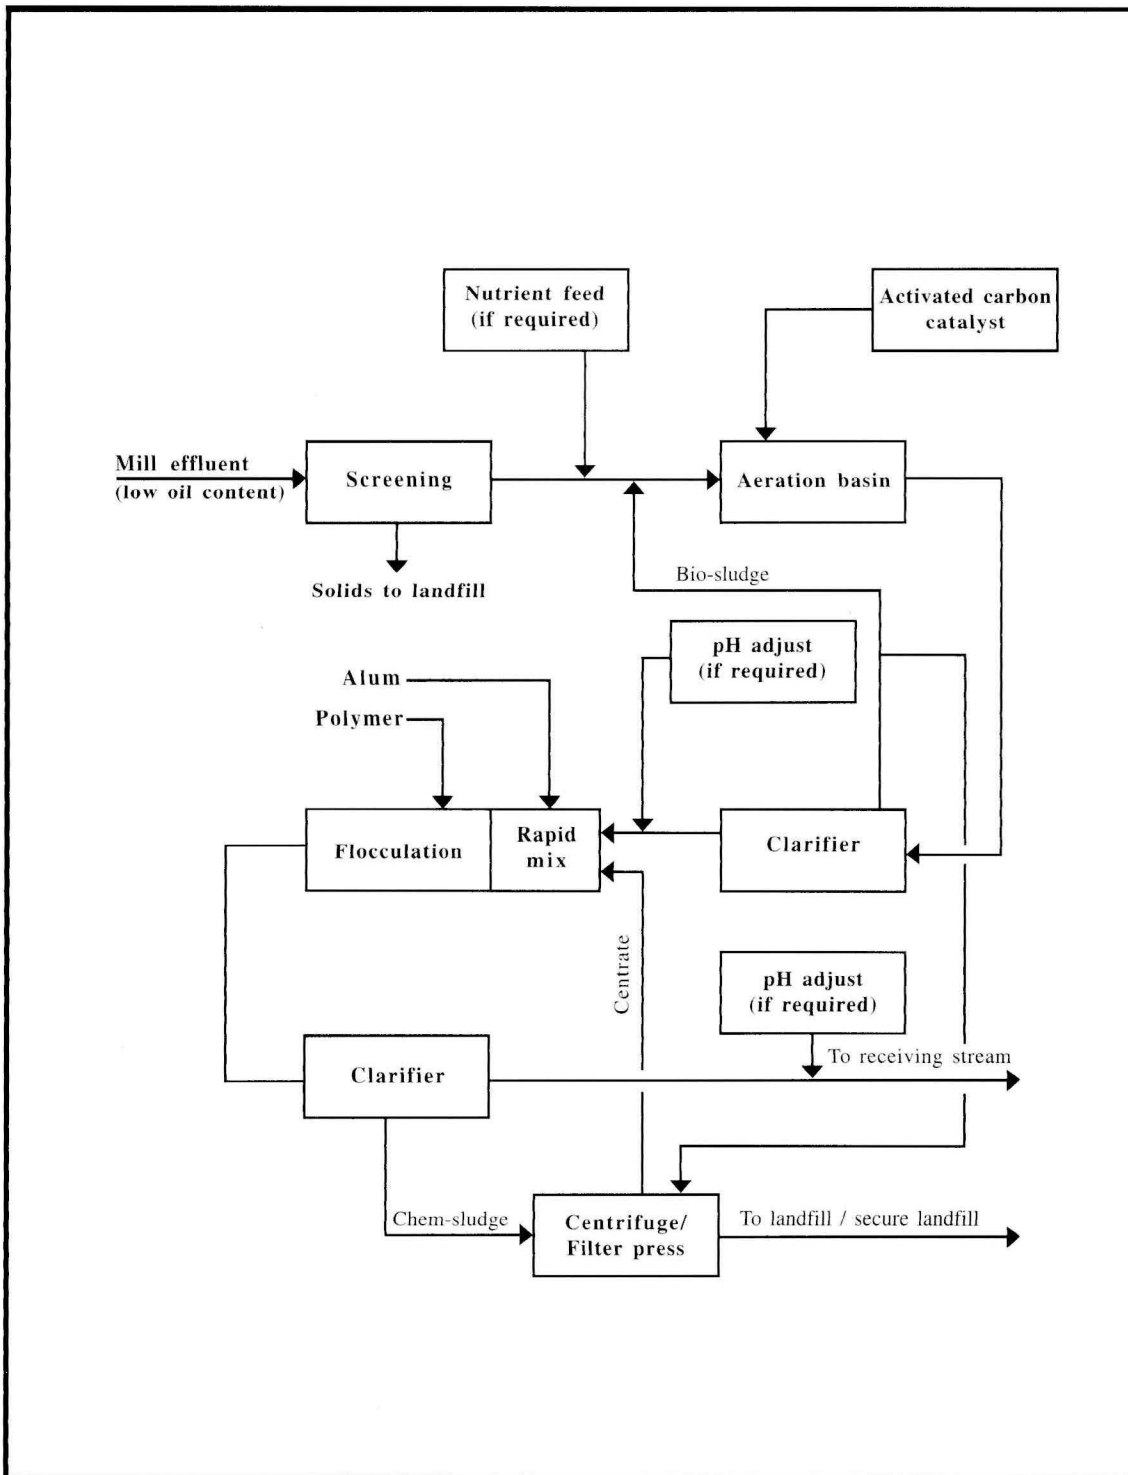 Nutrient feed
(if required)
Activated carbon
catalyst
Mill effluent
(low oil content)
Screening
Aeration basin
Solids to landfill
Bio-sludge
pH adjust
(if required)
Alum
Polymer
Flocculation
Rapid
mix
Clarifier
Centrate
pH adjust
(if required)
To receiving stream
Clarifier
Chem-sludge
Centrifuge/
Filter press
To landfill / secure landfill